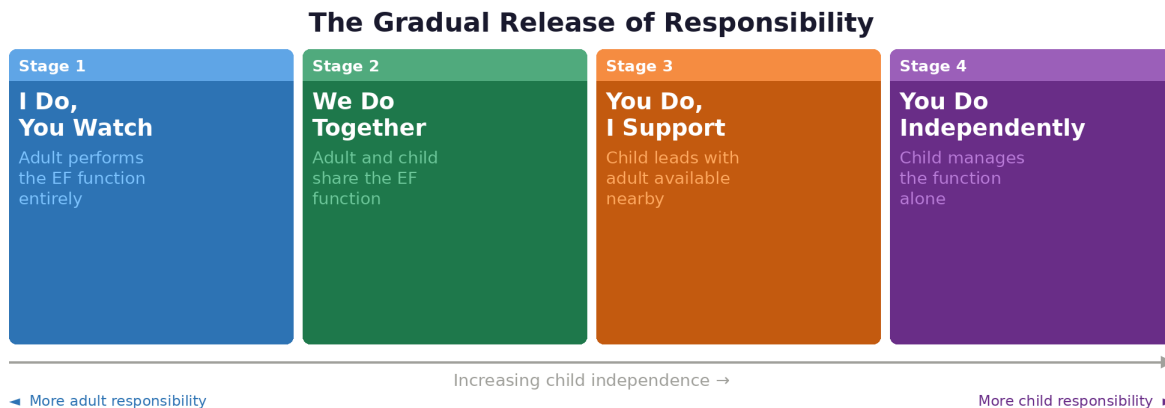 The Gradual Release of Responsibility
Stage 1
I Do,
You Watch
Adult performs
the EF function
entirely
Stage 2
We Do
Together
Adult and child
share the EF
function
Stage 3
You Do,
I Support
Child leads with
adult available
nearby
Stage 4
You Do
Independently
Child manages
the function
alone
Increasing child independence →
◄ More adult responsibility
More child responsibility